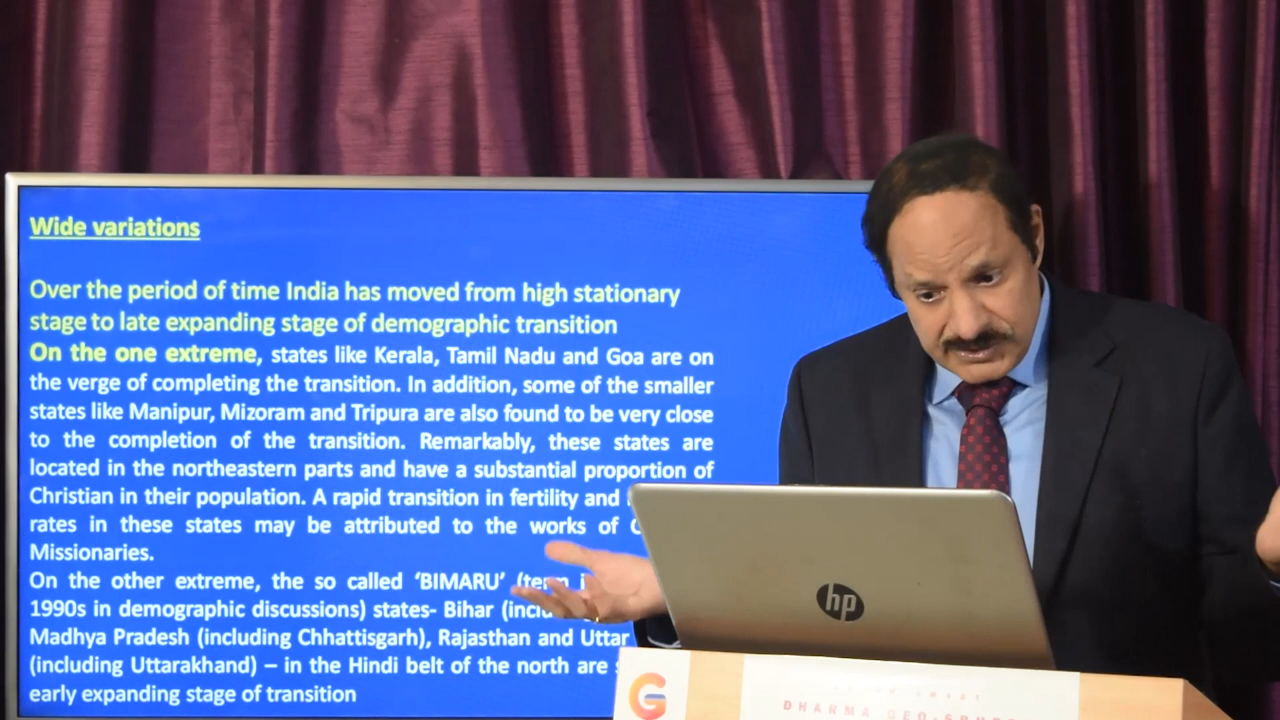 Wide variations
Over the period of time India has moved from high stationary
stage to late expanding stage of demographic transition
On the one extreme, states like Kerala, Tamil Nadu and Goa are on
the verge of completing the transition. In addition, some of the smaller
states like Manipur, Mizoram and Tripura are also found to be very close
to the completion of the transition. Remarkably, these states are
located in the northeastern parts and have a substantial proportion of
Christian in their population. A rapid transition in fertility and
rates in these states may be attributed to the works of
Missionaries.
On the other extreme, the so called ‘BIMARU’
1990s in demographic discussions) states- Bihar
Madhya Pradesh (including Chhattisgarh), Rajasthan and Uttar
(including Uttarakhand) – in the Hindi belt of the north are
early expanding stage of transition
hp
G
DHARMA